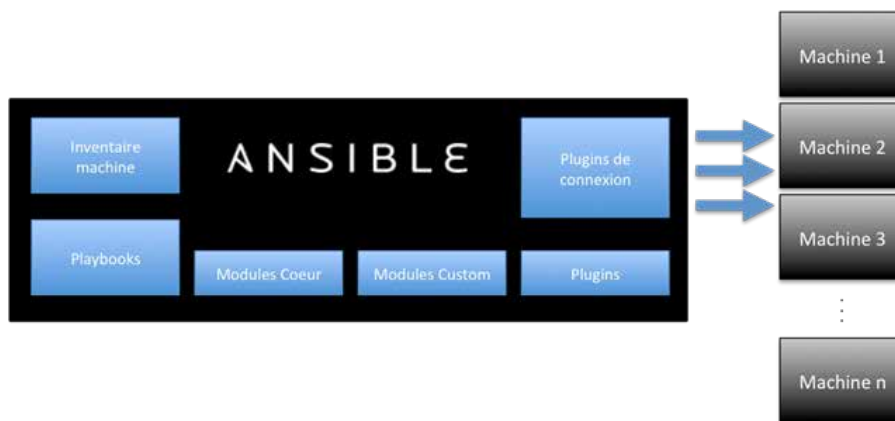 Inventaire
machine
ANSIBLE
Plugins de
connexion
Playbooks
Modules Coeur
Modules Custom
Plugins
Machine 1
Machine 2
Machine 3
⋮
Machine n